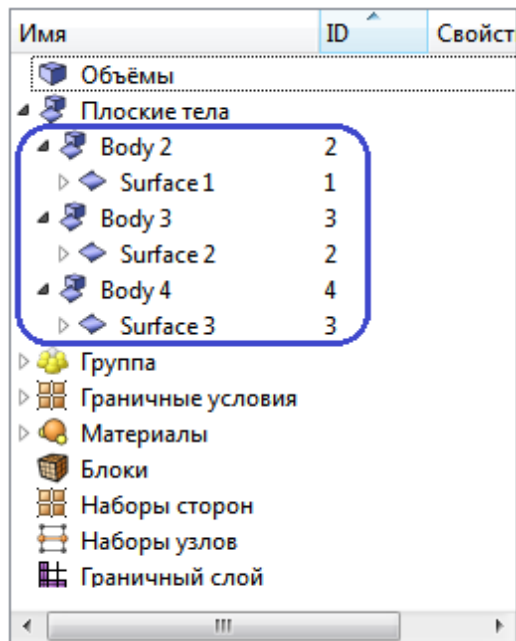 Имя ID Свойст
Объёмы
Плоские тела
Body 2 2
Surface 1 1
Body 3 3
Surface 2 2
Body 4 4
Surface 3 3
Группа
Граничные условия
Материалы
Блоки
Наборы сторон
Наборы узлов
Граничный слой